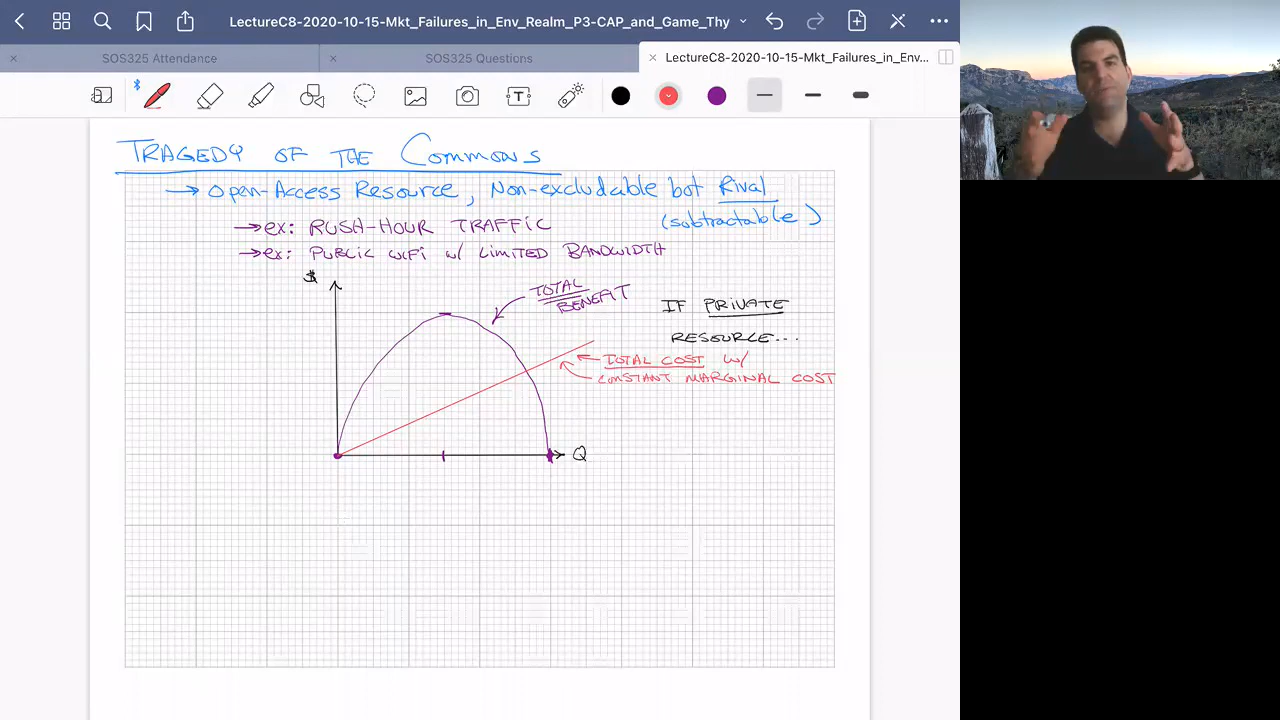 LectureC8-2020-10-15-Mkt_Failures_in_Env_Realm_P3-CAP_and_Game_Thy
SOS325 Attendance
SOS325 Questions
LectureC8-2020-10-15-Mkt_Failures_in_Env...
TRAGEDY OF THE COMMONS
→ Open-Access Resource, Non-excludable bot Rival
(subtractable)
→ ex: RUSH-HOUR TRAFFIC
→ ex: PUBLIC WIFI w/ LIMITED BANDWIDTH
$
TOTAL
BENEFIT
IF PRIVATE
RESOURCE...
TOTAL COST w/
CONSTANT MARGINAL COST
Q